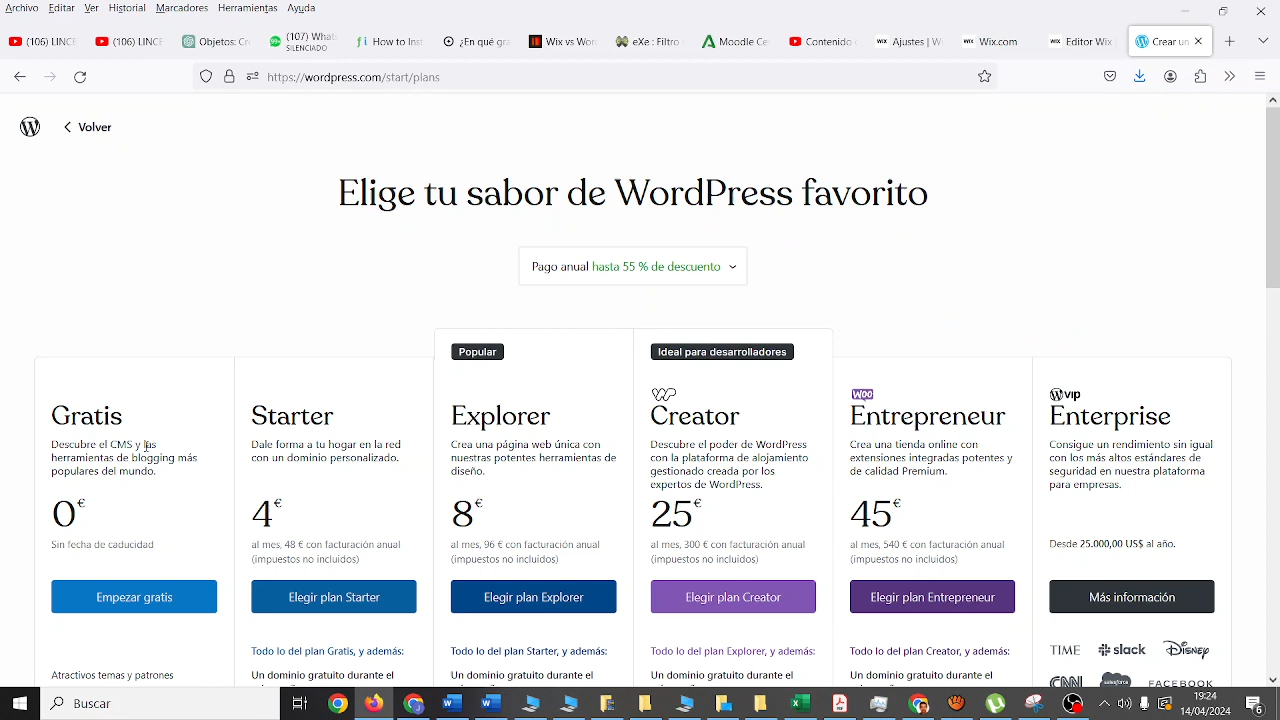 Archivo Editar Ver Historial Marcadores Herramientas Ayuda
(106) LINCE
(106) LINCE
Objetos: Cr
99+
(107) Whats
SILENCIADO
fi How to Inst
¿En qué gra
Wix vs Wor
eXe : Filtro
Moodle Ce
Contenido
WIX Ajustes | W
WIX Wix.com
WIX Editor Wix
Crear un
https://wordpress.com/start/plans
Volver
Elige tu sabor de WordPress favorito
Pago anual hasta 55 % de descuento
Gratis
Descubre el CMS y las
herramientas de blogging más
populares del mundo.
0€
Sin fecha de caducidad
Empezar gratis
Atractivos temas y patrones
Starter
Dale forma a tu hogar en la red
con un dominio personalizado.
4€
al mes, 48 € con facturación anual
(impuestos no incluidos)
Elegir plan Starter
Todo lo del plan Gratis, y además:
Un dominio gratuito durante el
Popular
Explorer
Crea una página web única con
nuestras potentes herramientas de
diseño.
8€
al mes, 96 € con facturación anual
(impuestos no incluidos)
Elegir plan Explorer
Todo lo del plan Starter, y además:
Un dominio gratuito durante el
Ideal para desarrolladores
Creator
Descubre el poder de WordPress
con la plataforma de alojamiento
gestionado creada por los
expertos de WordPress.
25€
al mes, 300 € con facturación anual
(impuestos no incluidos)
Elegir plan Creator
Todo lo del plan Explorer, y además:
Un dominio gratuito durante el
Woo
Entrepreneur
Crea una tienda online con
extensiones integradas potentes y
de calidad Premium.
45€
al mes, 540 € con facturación anual
(impuestos no incluidos)
Elegir plan Entrepreneur
Todo lo del plan Creator, y además:
Un dominio gratuito durante el
vip
Enterprise
Consigue un rendimiento sin igual
con los más altos estándares de
seguridad en nuestra plataforma
para empresas.
Desde 25.000,00 US$ al año.
Más información
TIME slack Disney
CNN salesforce FACEBOOK
Buscar
19:24
14/04/2024
6